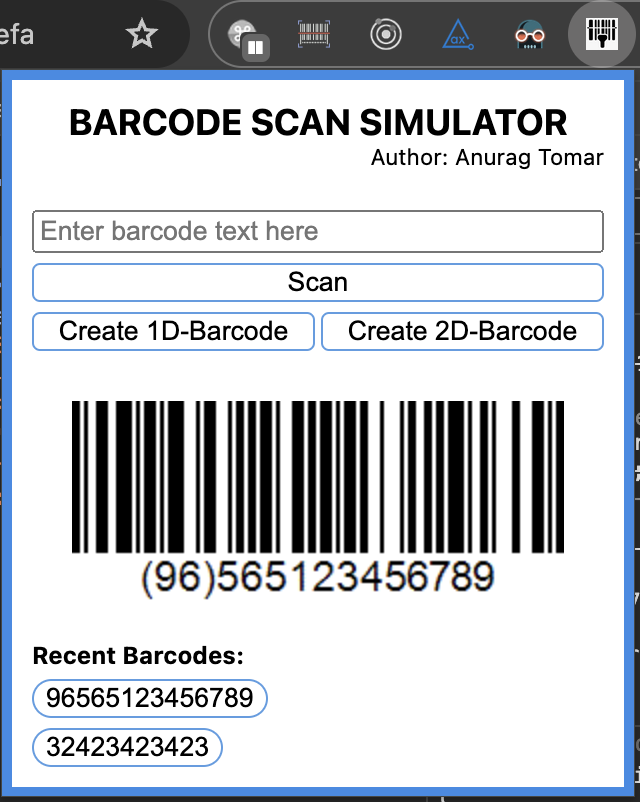 efa
BARCODE SCAN SIMULATOR
Author: Anurag Tomar
Enter barcode text here
Scan
Create 1D-Barcode Create 2D-Barcode
(96)565123456789
Recent Barcodes:
96565123456789
32423423423